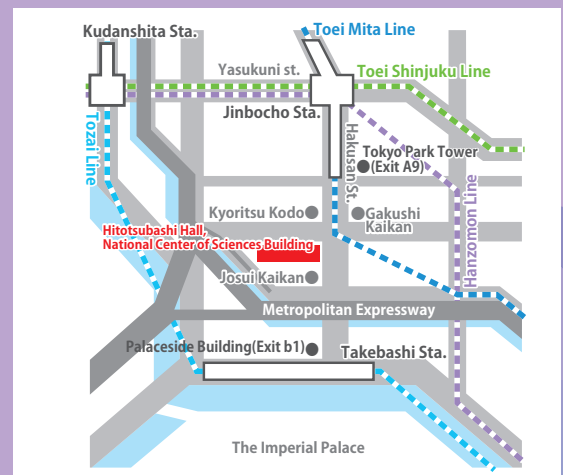 Kudanshita Sta.
Toei Mita Line
Yasukuni st.
Toei Shinjuku Line
Jinbocho Sta.
Tozai Line
Hakusan St.
Tokyo Park Tower
(Exit A9)
Kyoritsu Kodo
Gakushi
Kaikan
Hanzomon Line
Hitotsubashi Hall,
National Center of Sciences Building
Josui Kaikan
Metropolitan Expressway
Palaceside Building(Exit b1)
Takebashi Sta.
The Imperial Palace